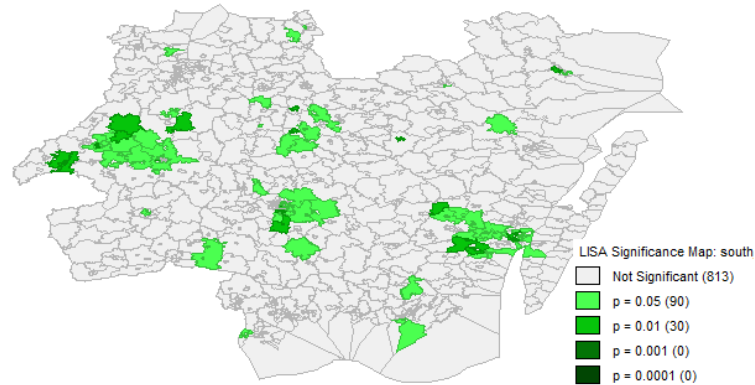 LISA Significance Map: south
Not Significant (813)
p = 0.05 (90)
p = 0.01 (30)
p = 0.001 (0)
p = 0.0001 (0)